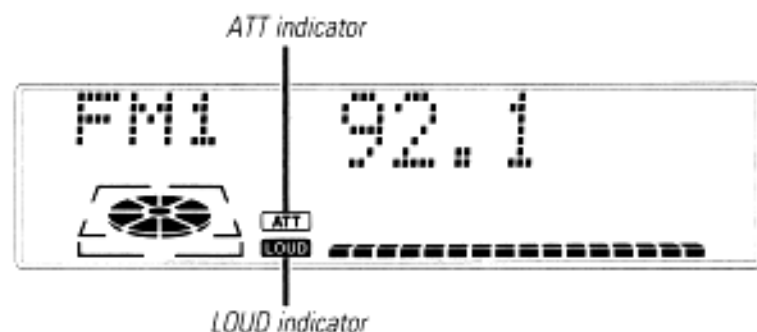 ATT indicator
FM1 92.1
ATT
LOUD
LOUD indicator